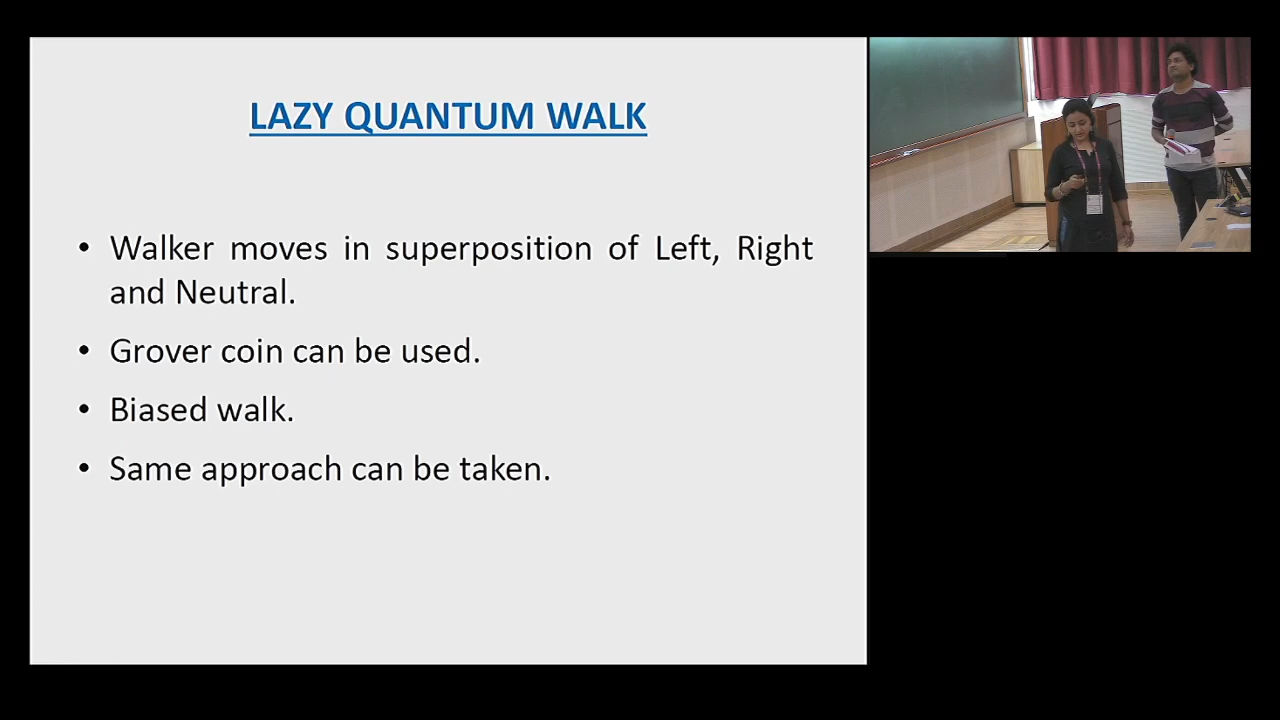 LAZY QUANTUM WALK
• Walker moves in superposition of Left, Right
and Neutral.
• Grover coin can be used.
• Biased walk.
• Same approach can be taken.